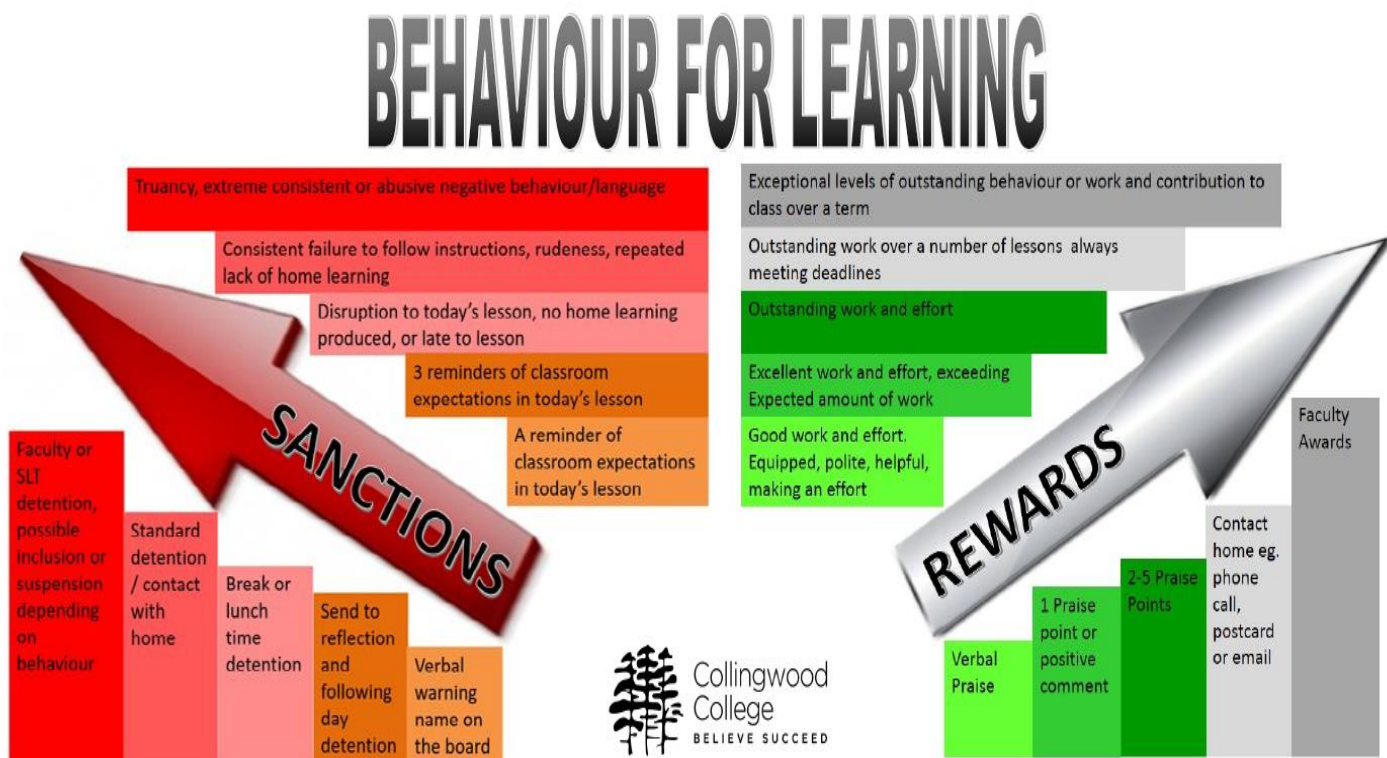 BEHAVIOUR FOR LEARNING
Truancy, extreme consistent or abusive negative behaviour/language
Consistent failure to follow instructions, rudeness, repeated
lack of home learning
Disruption to today's lesson, no home learning
produced, or late to lesson
3 reminders of classroom
expectations in today's lesson
A reminder of
classroom expectations
in today's lesson
SANCTIONS
Faculty or
SLT
detention,
possible
inclusion or
suspension
depending
on
behaviour
Standard
detention
/ contact
with
home
Break or
lunch
time
detention
Send to
reflection
and
following
day
detention
Verbal
warning
name on
the board
Exceptional levels of outstanding behaviour or work and contribution to
class over a term
Outstanding work over a number of lessons always
meeting deadlines
Outstanding work and effort
Excellent work and effort, exceeding
Expected amount of work
Good work and effort.
Equipped, polite, helpful,
making an effort
REWARDS
Verbal
Praise
1 Praise
point or
positive
comment
2-5 Praise
Points
Contact
home eg.
phone
call,
postcard
or email
Faculty
Awards
Collingwood
College
BELIEVE SUCCEED